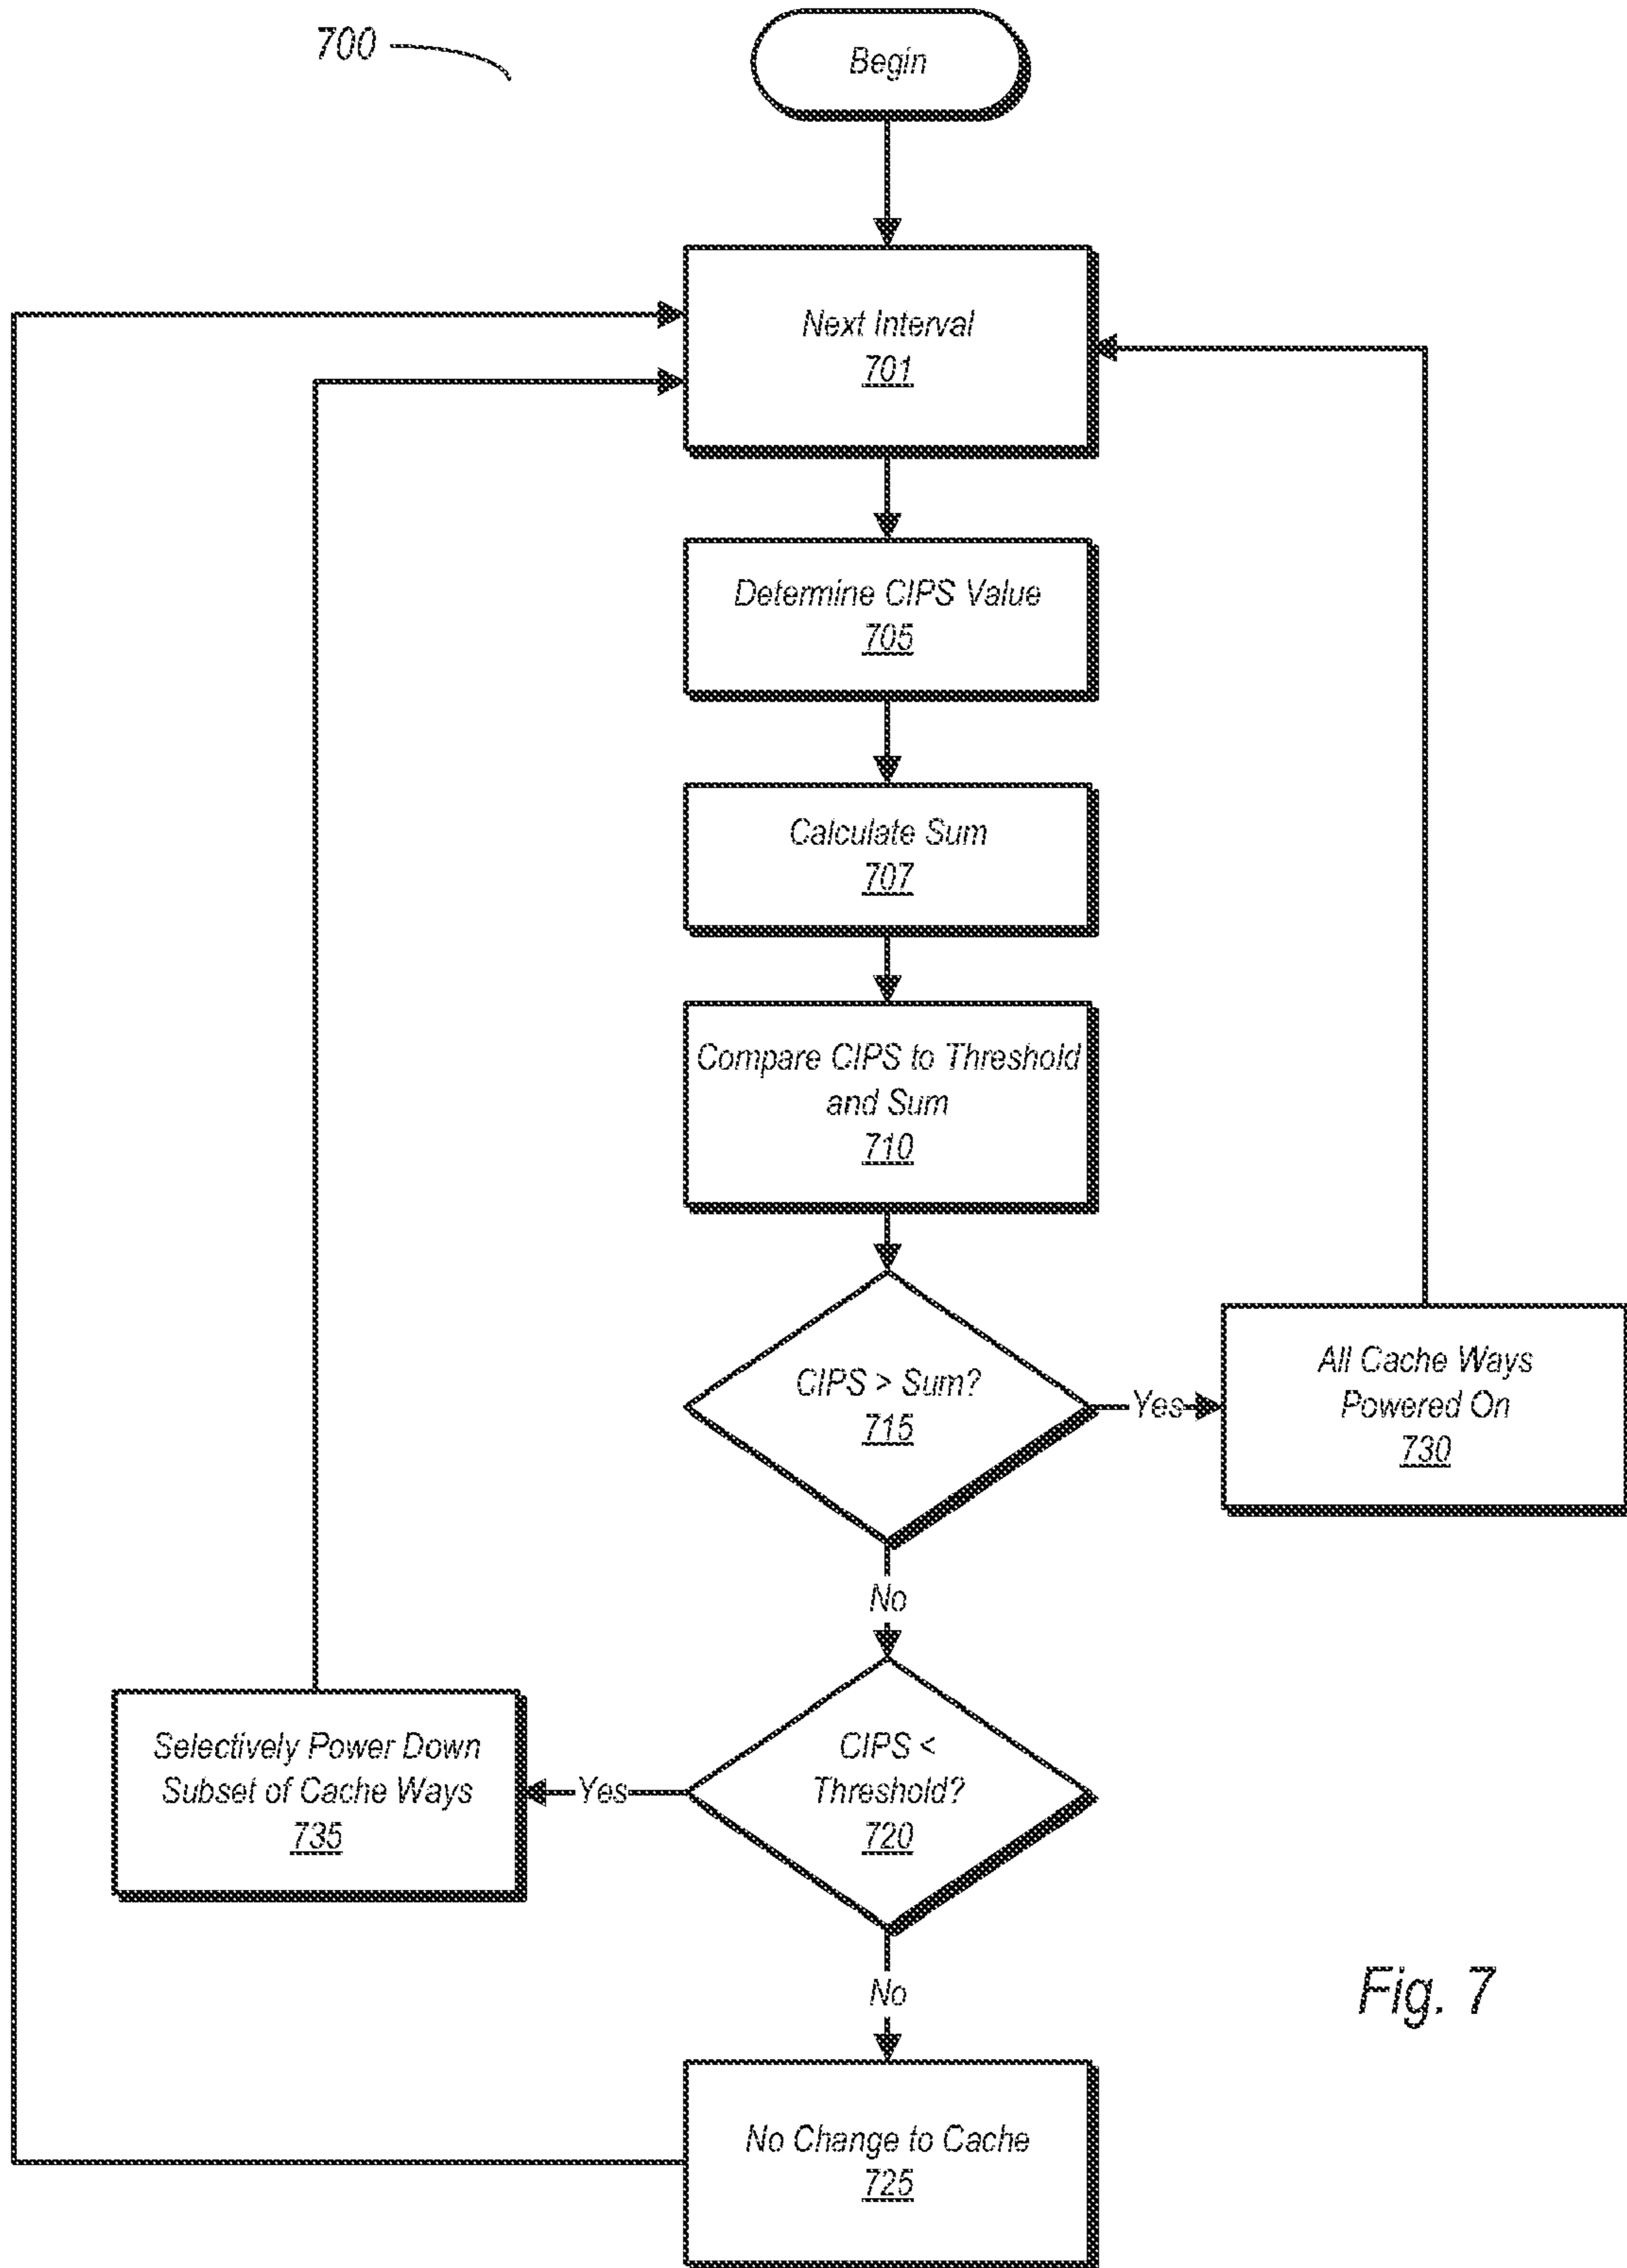 700
Begin
Next Interval
701
Determine CIPS Value
705
Calculate Sum
707
Compare CIPS to Threshold
and Sum
710
CIPS > Sum?
715
Yes
All Cache Ways
Powered On
730
No
CIPS <
Threshold?
720
Yes
Selectively Power Down
Subset of Cache Ways
735
No
No Change to Cache
725
Fig. 7